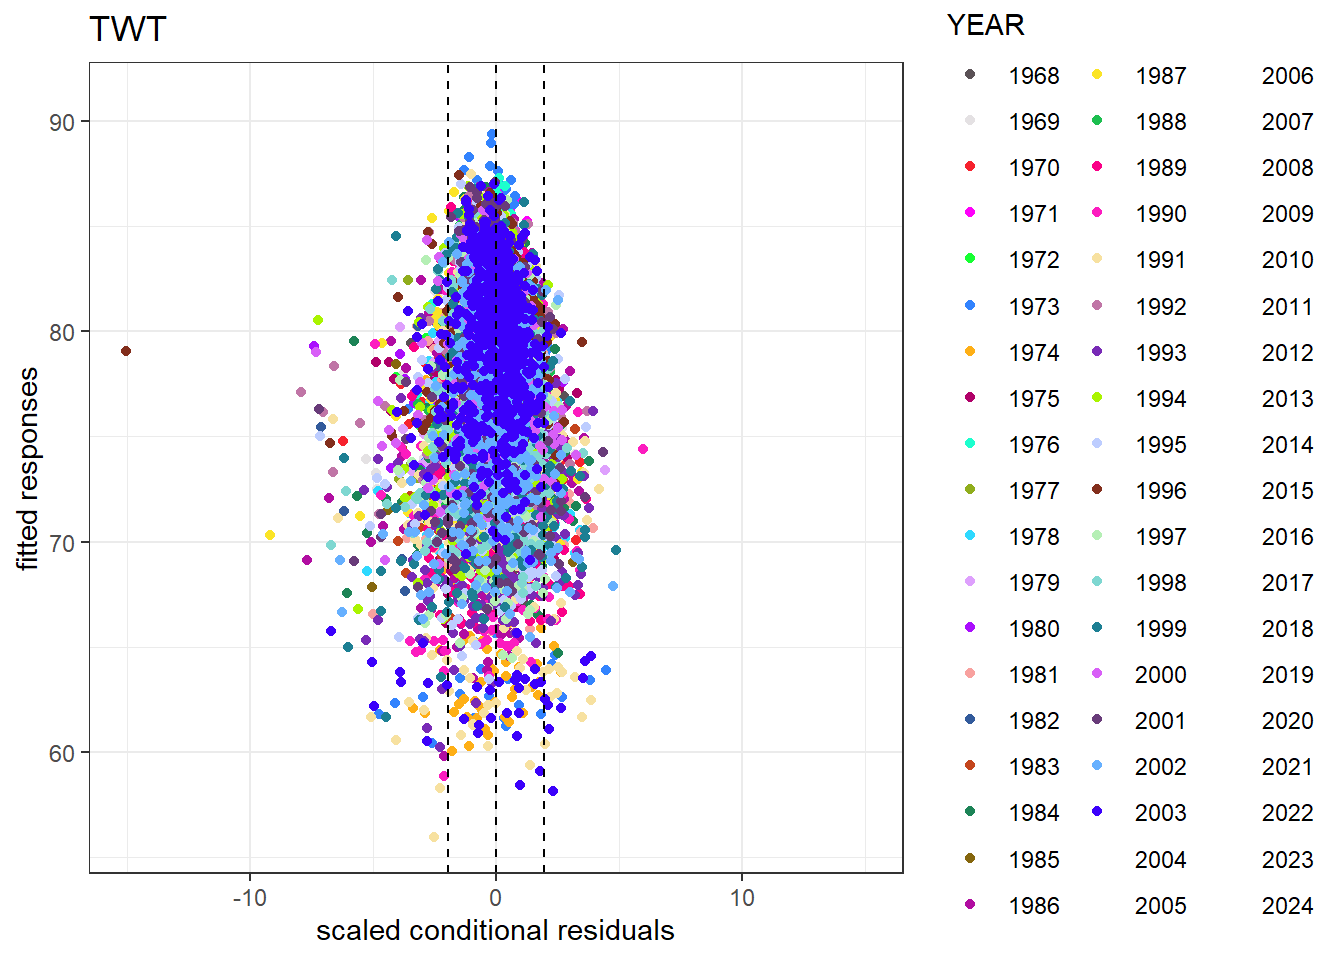 TWT
YEAR
1968 1987 2006
1969 1988 2007
1970 1989 2008
1971 1990 2009
1972 1991 2010
1973 1992 2011
1974 1993 2012
1975 1994 2013
1976 1995 2014
1977 1996 2015
1978 1997 2016
1979 1998 2017
1980 1999 2018
1981 2000 2019
1982 2001 2020
1983 2002 2021
1984 2003 2022
1985 2004 2023
1986 2005 2024
fitted responses
90
80
70
60
-10 0 10
scaled conditional residuals